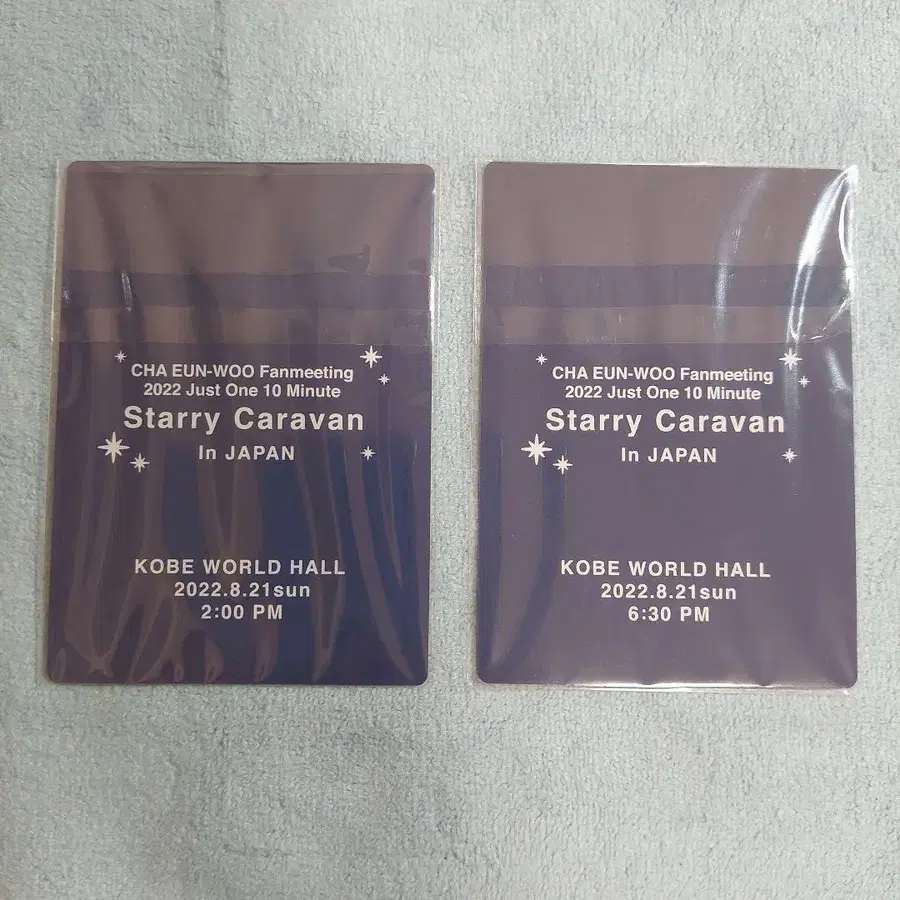 CHA EUN-WOO Fanmeeting
2022 Just One 10 Minute
Starry Caravan
In JAPAN
KOBE WORLD HALL
2022.8.21sun
2:00 PM
CHA EUN-WOO Fanmeeting
2022 Just One 10 Minute
Starry Caravan
In JAPAN
KOBE WORLD HALL
2022.8.21sun
6:30 PM